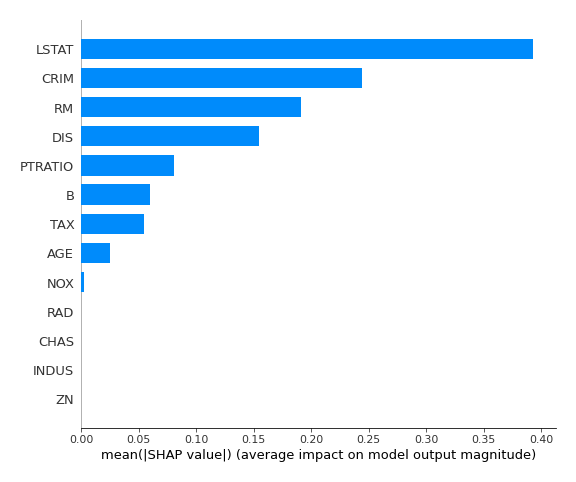 LSTAT
CRIM
RM
DIS
PTRATIO
B
TAX
AGE
NOX
RAD
CHAS
INDUS
ZN
0.00 0.05 0.10 0.15 0.20 0.25 0.30 0.35 0.40
mean(|SHAP value|) (average impact on model output magnitude)